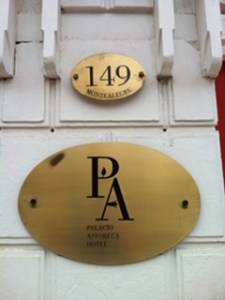 149
MONTEALEGRE
PA
PALACIO
ASTORECA
HOTEL